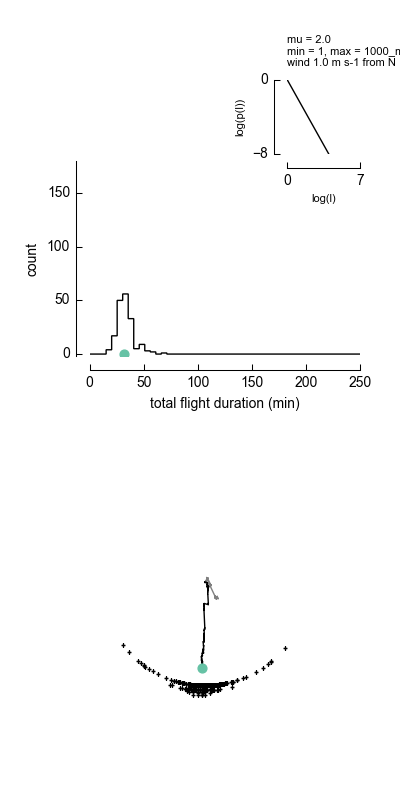 mu = 2.0
min = 1, max = 1000_m
wind 1.0 m s-1 from N
0
log(p(l))
−8
0
7
log(l)
150
100
50
0
count
0
50
100
150
200
250
total flight duration (min)